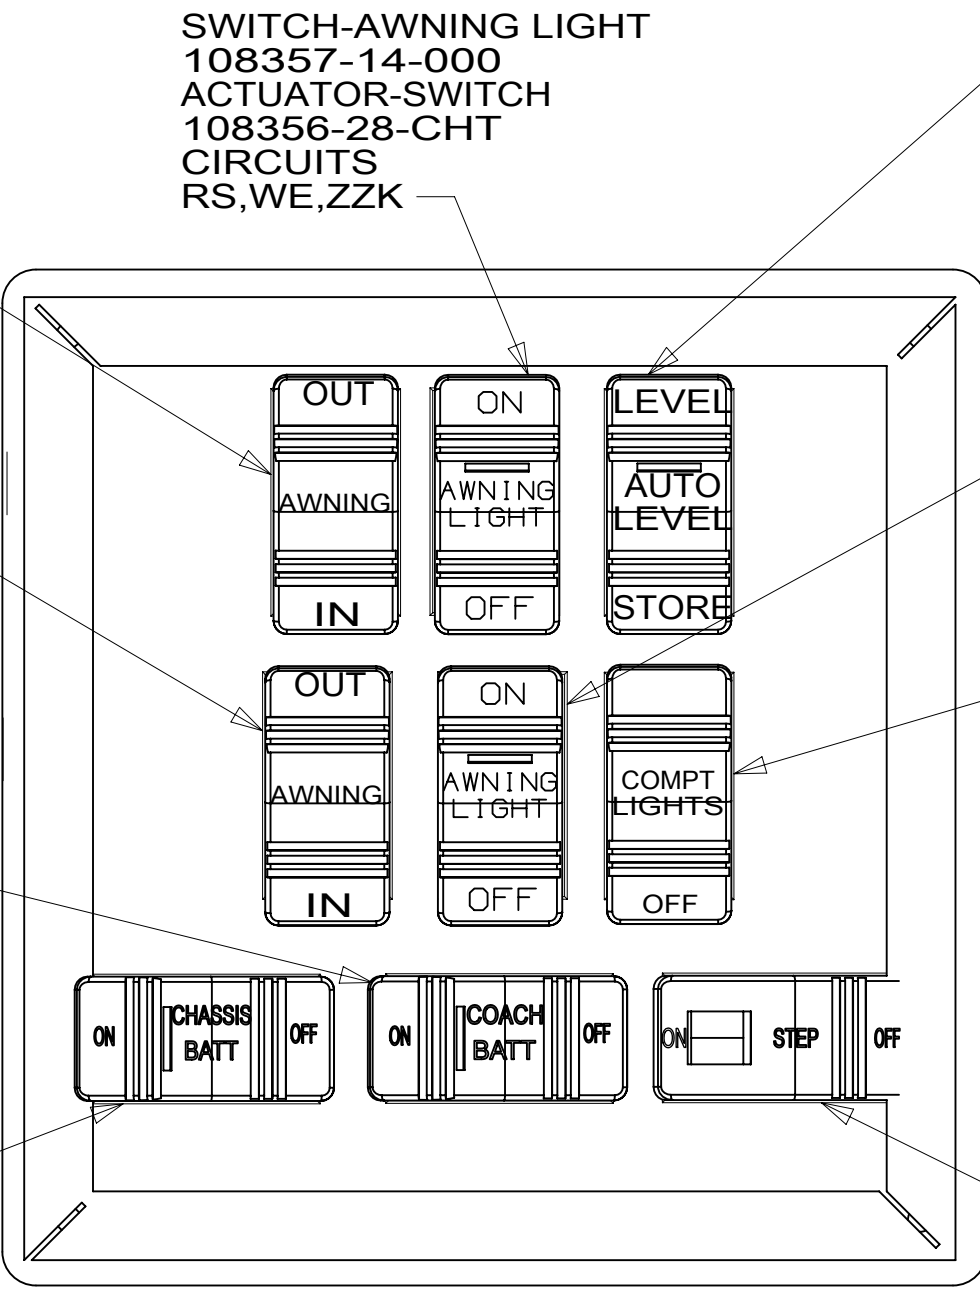 SWITCH-AWNING LIGHT
108357-14-000
ACTUATOR-SWITCH
108356-28-CHT
CIRCUITS
RS,WE,ZZK
OUT
AWNING
IN
ON
AWNING
LIGHT
OFF
LEVEL
AUTO
LEVEL
STORE
OUT
AWNING
IN
ON
AWNING
LIGHT
OFF
COMPT
LIGHTS
OFF
ON
CHASSIS
BATT
OFF
ON
COACH
BATT
OFF
ON
STEP
OFF